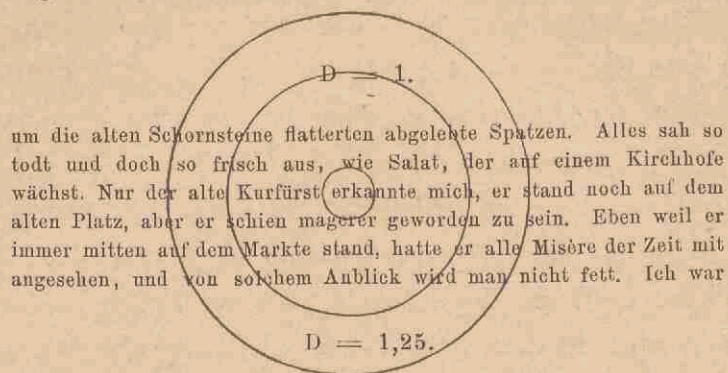 D = 1.
um die alten Schornsteine flatterten abgelebte Spatzen. Alles sah so
todt und doch so frisch aus, wie Salat, der auf einem Kirchhofe
wächst. Nur der alte Kurfürst erkannte mich, er stand noch auf dem
alten Platz, aber er schien magerer geworden zu sein. Eben weil er
immer mitten auf dem Markte stand, hatte er alle Misère der Zeit mit
angesehen, und von solchem Anblick wird man nicht fett. Ich war
D = 1,25.